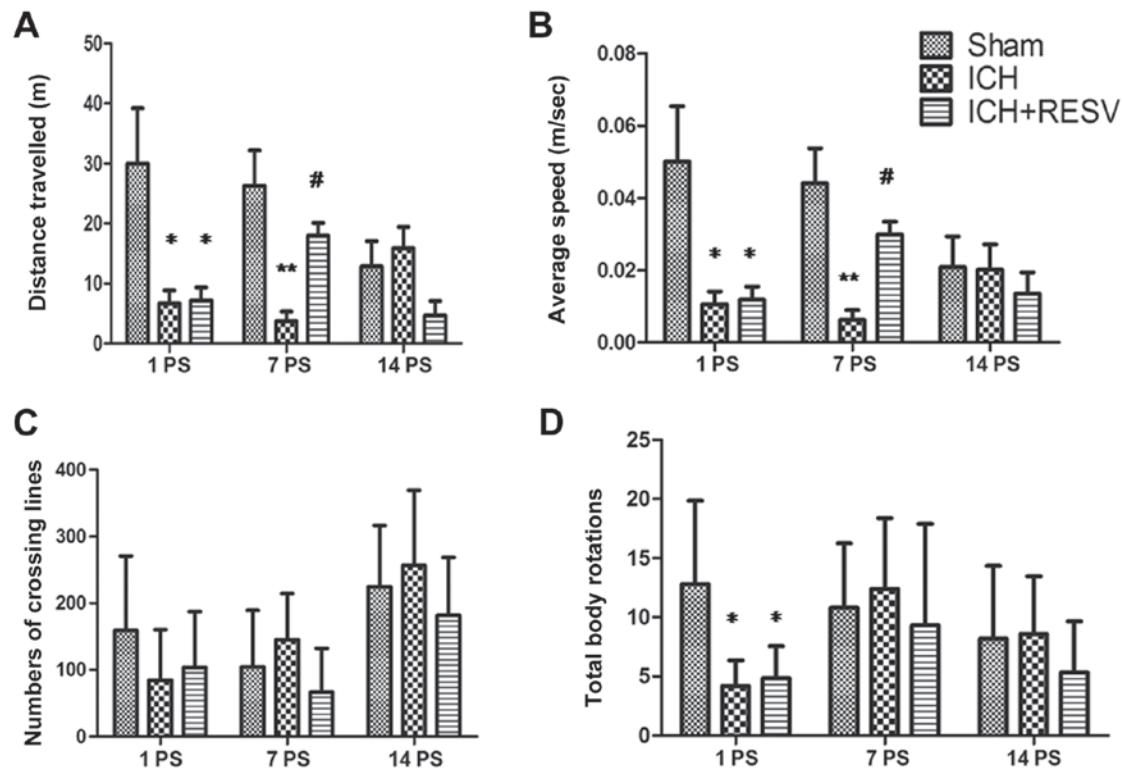 A
Distance travelled (m)
50
40
30
20
10
0
*
*
**
#
1 PS
7 PS
14 PS
B
Average speed (m/sec)
0.08
0.06
0.04
0.02
0.00
*
*
**
#
1 PS
7 PS
14 PS
Sham
ICH
ICH+RESV
C
Numbers of crossing lines
400
300
200
100
0
1 PS
7 PS
14 PS
D
Total body rotations
25
20
15
10
5
0
*
*
1 PS
7 PS
14 PS